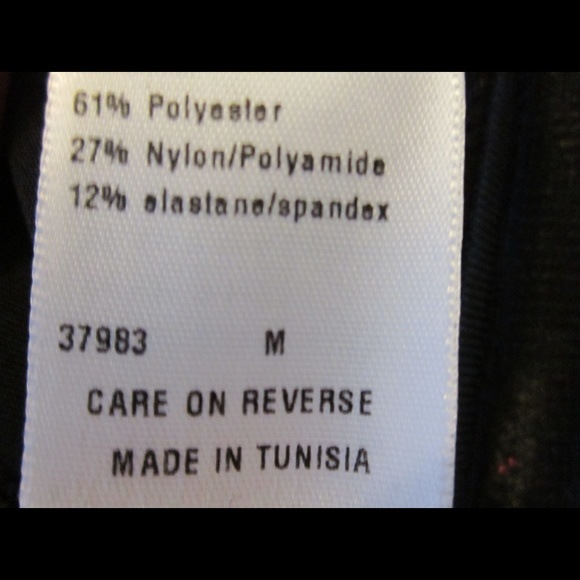 61% Polyester
27% Nylon/Polyamide
12% elastane/spandex
37983 M
CARE ON REVERSE
MADE IN TUNISIA